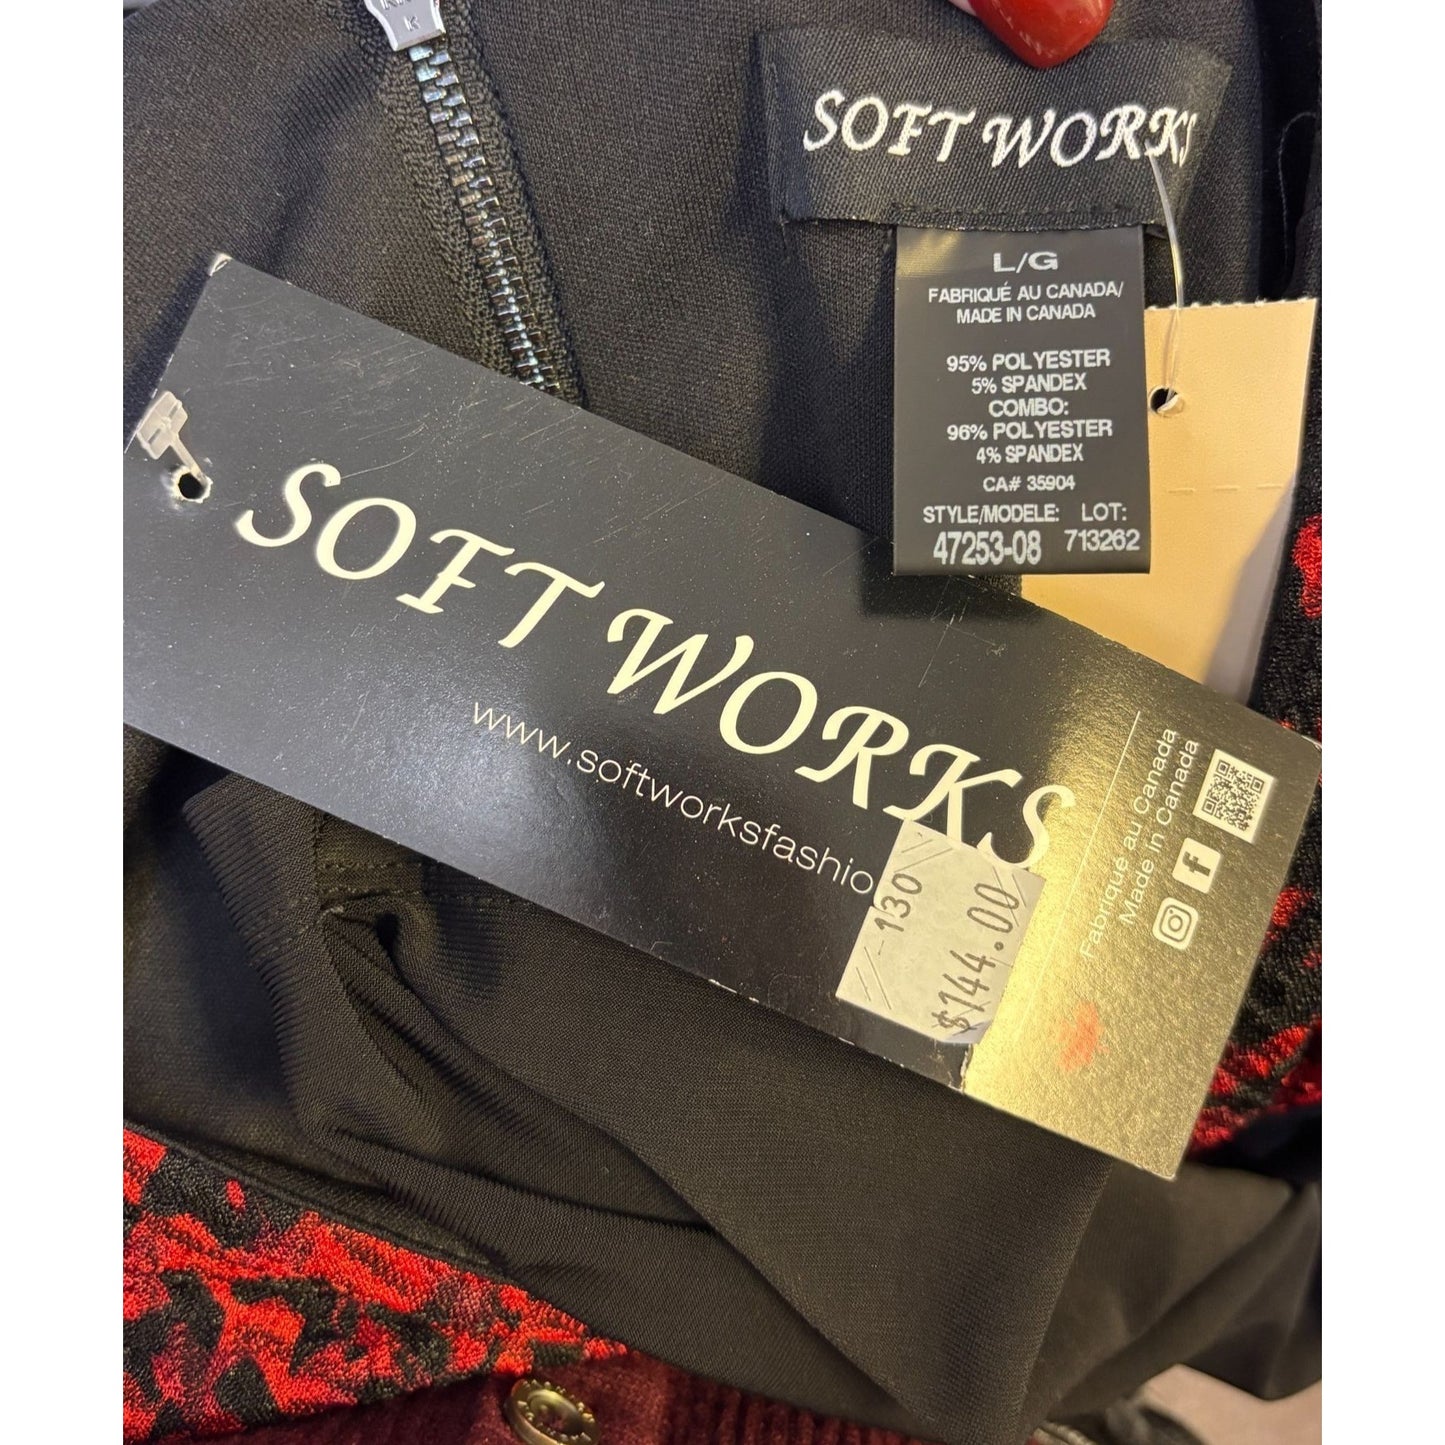 SOFT WORKS
L/G
FABRIQUÉ AU CANADA/
MADE IN CANADA
95% POLYESTER
5% SPANDEX
COMBO:
96% POLYESTER
4% SPANDEX
CA# 35904
STYLE/MODELE: LOT:
47253-08 713262
SOFT WORKS
www.softworksfashio
Fabriqué au Canada
Made in Canada
130
$144.00